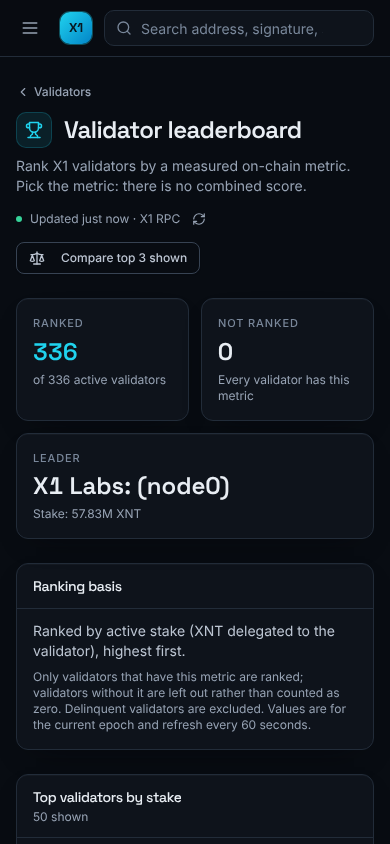 X1
Search address, signature,
Validators
Validator leaderboard
Rank X1 validators by a measured on-chain metric.
Pick the metric: there is no combined score.
Updated just now · X1 RPC
Compare top 3 shown
RANKED
336
of 336 active validators
NOT RANKED
0
Every validator has this
metric
LEADER
X1 Labs: (node0)
Stake: 57.83M XNT
Ranking basis
Ranked by active stake (XNT delegated to the
validator), highest first.
Only validators that have this metric are ranked;
validators without it are left out rather than counted as
zero. Delinquent validators are excluded. Values are for
the current epoch and refresh every 60 seconds.
Top validators by stake
50 shown